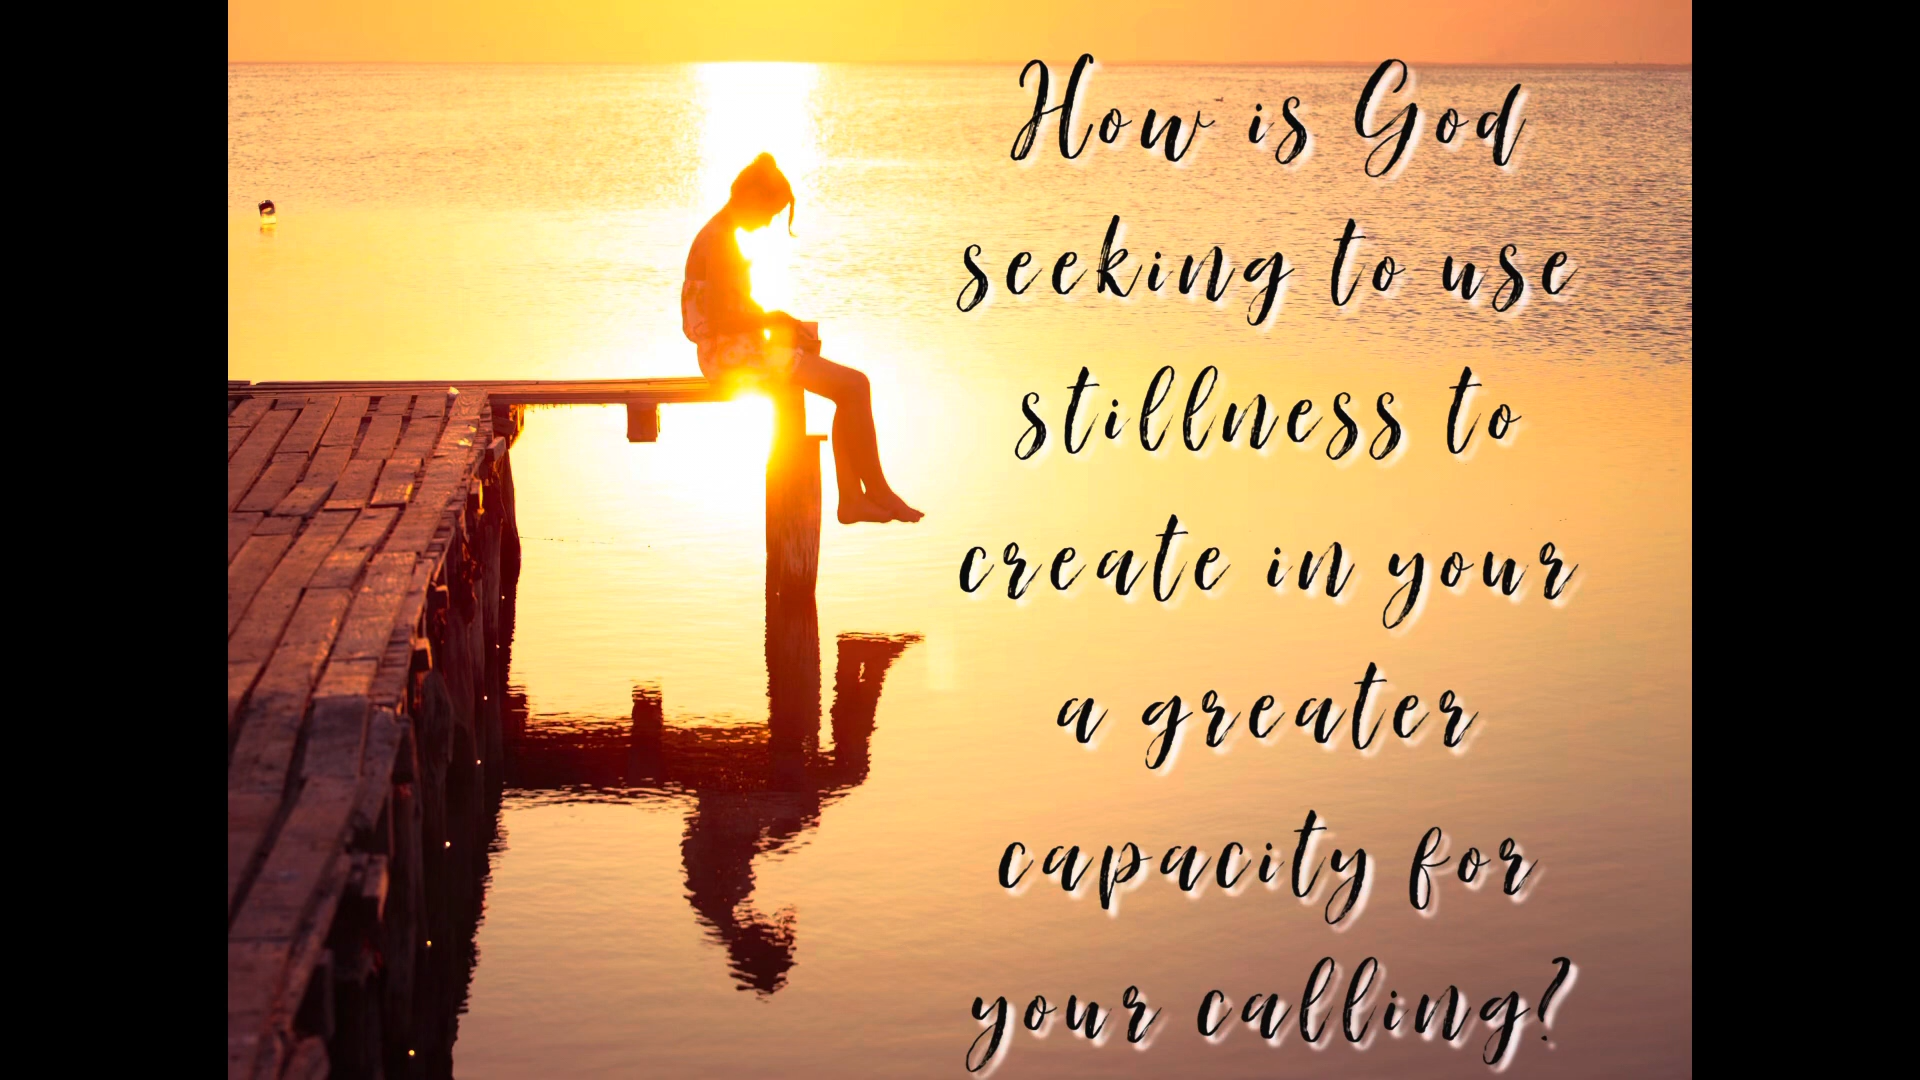 How is God
seeking to use
stillness to
create in your
a greater
capacity for
your calling?